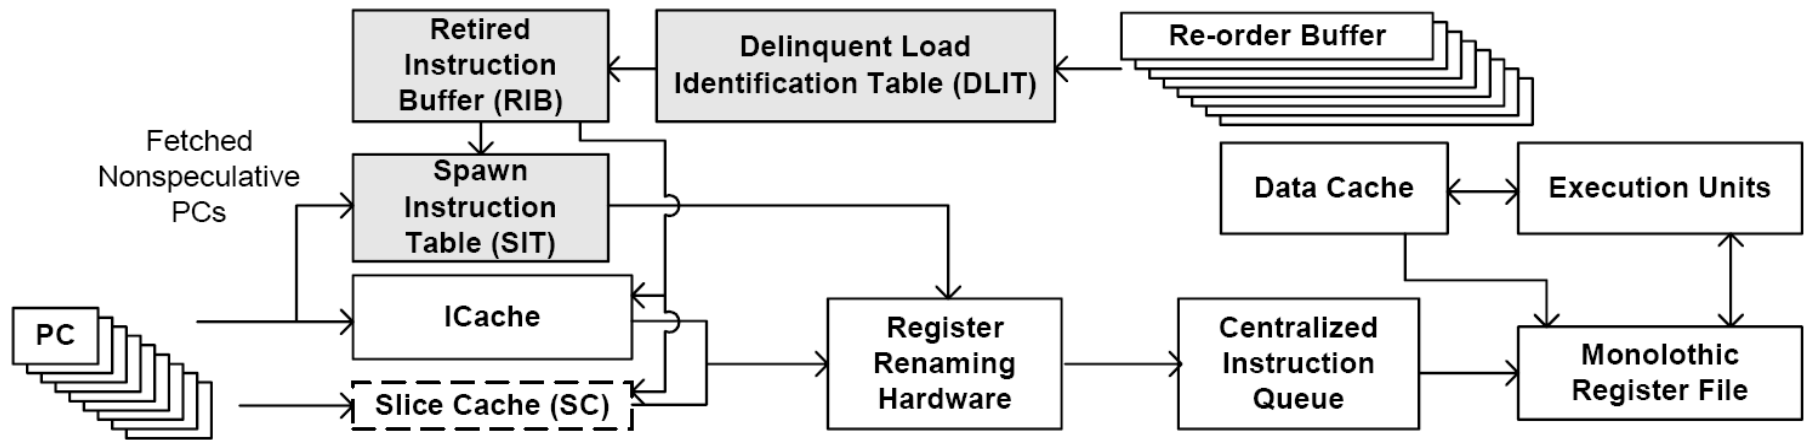 Retired
Instruction
Buffer (RIB)
Delinquent Load
Identification Table (DLIT)
Re-order Buffer
Fetched
Nonspeculative
PCs
Spawn
Instruction
Table (SIT)
Data Cache
Execution Units
PC
ICache
Slice Cache (SC)
Register
Renaming
Hardware
Centralized
Instruction
Queue
Monolothic
Register File